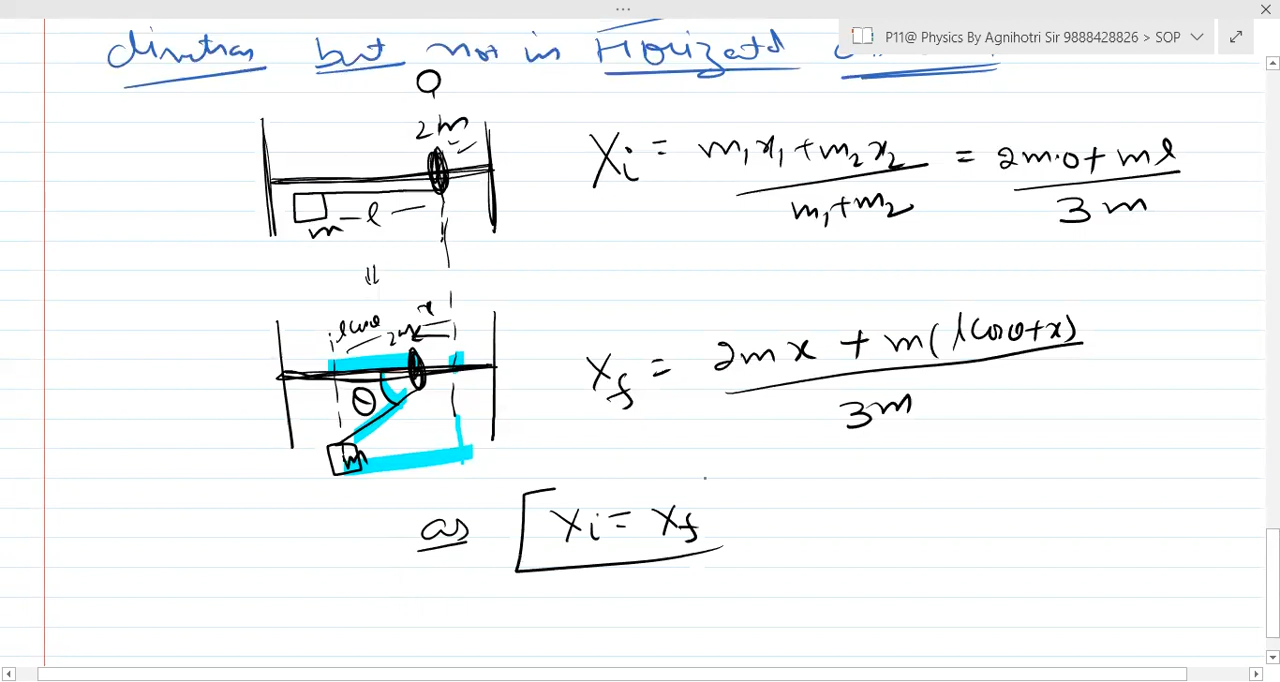 P11@ Physics By Agnihotri Sir 9888428826 > SOP
but not in Horizontal
2m
m l
Xi = m₁x₁+m₂x₂ / m₁+m₂ = 2m·0+ml / 3m
x
lcosθ 2m
θ
m
Xf = 2mx + m(lcosθ+x) / 3m
as Xi = Xf